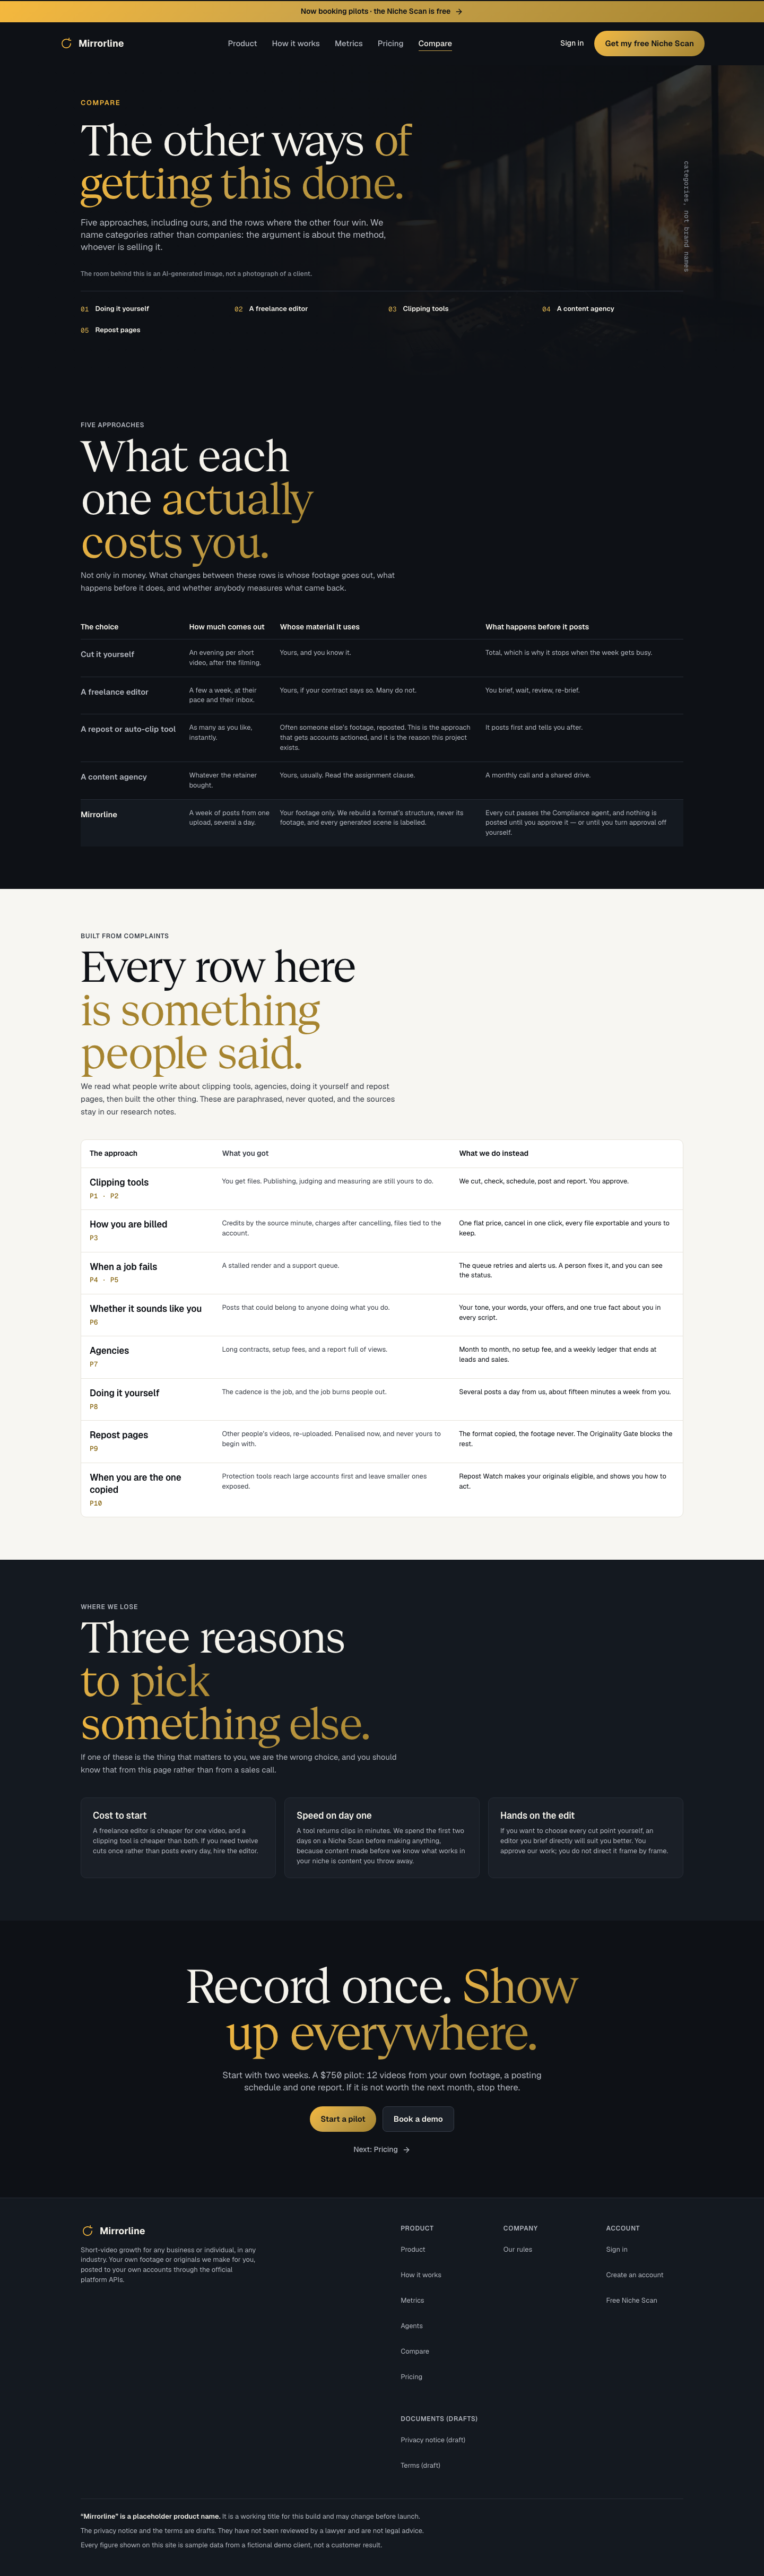 Now booking pilots · the Niche Scan is free →
Mirrorline
Product
How it works
Metrics
Pricing
Compare
Sign in
Get my free Niche Scan
COMPARE
The other ways of
getting this done.
Five approaches, including ours, and the rows where the other four win. We
name categories rather than companies: the argument is about the method,
whoever is selling it.
The room behind this is an AI-generated image, not a photograph of a client.
categories, not brand names
01 Doing it yourself
02 A freelance editor
03 Clipping tools
04 A content agency
05 Repost pages
FIVE APPROACHES
What each
one actually
costs you.
Not only in money. What changes between these rows is whose footage goes out, what
happens before it does, and whether anybody measures what came back.
The choice
How much comes out
Whose material it uses
What happens before it posts
Cut it yourself
An evening per short
video, after the filming.
Yours, and you know it.
Total, which is why it stops when the week gets busy.
A freelance editor
A few a week, at their
pace and their inbox.
Yours, if your contract says so. Many do not.
You brief, wait, review, re-brief.
A repost or auto-clip tool
As many as you like,
instantly.
Often someone else's footage, reposted. This is the approach
that gets accounts actioned, and it is the reason this project
exists.
It posts first and tells you after.
A content agency
Whatever the retainer
bought.
Yours, usually. Read the assignment clause.
A monthly call and a shared drive.
Mirrorline
A week of posts from one
upload, several a day.
Your footage only. We rebuild a format's structure, never its
footage, and every generated scene is labelled.
Every cut passes the Compliance agent, and nothing is
posted until you approve it — or until you turn approval off
yourself.
BUILT FROM COMPLAINTS
Every row here
is something
people said.
We read what people write about clipping tools, agencies, doing it yourself and repost
pages, then built the other thing. These are paraphrased, never quoted, and the sources
stay in our research notes.
The approach
What you got
What we do instead
Clipping tools
P1 · P2
You get files. Publishing, judging and measuring are still yours to do.
We cut, check, schedule, post and report. You approve.
How you are billed
P3
Credits by the source minute, charges after cancelling, files tied to the
account.
One flat price, cancel in one click, every file exportable and yours to
keep.
When a job fails
P4 · P5
A stalled render and a support queue.
The queue retries and alerts us. A person fixes it, and you can see
the status.
Whether it sounds like you
P6
Posts that could belong to anyone doing what you do.
Your tone, your words, your offers, and one true fact about you in
every script.
Agencies
P7
Long contracts, setup fees, and a report full of views.
Month to month, no setup fee, and a weekly ledger that ends at
leads and sales.
Doing it yourself
P8
The cadence is the job, and the job burns people out.
Several posts a day from us, about fifteen minutes a week from you.
Repost pages
P9
Other people's videos, re-uploaded. Penalised now, and never yours to
begin with.
The format copied, the footage never. The Originality Gate blocks the
rest.
When you are the one
copied
P10
Protection tools reach large accounts first and leave smaller ones
exposed.
Repost Watch makes your originals eligible, and shows you how to
act.
WHERE WE LOSE
Three reasons
to pick
something else.
If one of these is the thing that matters to you, we are the wrong choice, and you should
know that from this page rather than from a sales call.
Cost to start
A freelance editor is cheaper for one video, and a
clipping tool is cheaper than both. If you need twelve
cuts once rather than posts every day, hire the editor.
Speed on day one
A tool returns clips in minutes. We spend the first two
days on a Niche Scan before making anything,
because content made before we know what works in
your niche is content you throw away.
Hands on the edit
If you want to choose every cut point yourself, an
editor you brief directly will suit you better. You
approve our work; you do not direct it frame by frame.
Record once. Show
up everywhere.
Start with two weeks. A $750 pilot: 12 videos from your own footage, a posting
schedule and one report. If it is not worth the next month, stop there.
Start a pilot
Book a demo
Next: Pricing →
Mirrorline
Short-video growth for any business or individual, in any
industry. Your own footage or originals we make for you,
posted to your own accounts through the official
platform APIs.
PRODUCT
Product
How it works
Metrics
Agents
Compare
Pricing
COMPANY
Our rules
ACCOUNT
Sign in
Create an account
Free Niche Scan
DOCUMENTS (DRAFTS)
Privacy notice (draft)
Terms (draft)
"Mirrorline" is a placeholder product name. It is a working title for this build and may change before launch.
The privacy notice and the terms are drafts. They have not been reviewed by a lawyer and are not legal advice.
Every figure shown on this site is sample data from a fictional demo client, not a customer result.